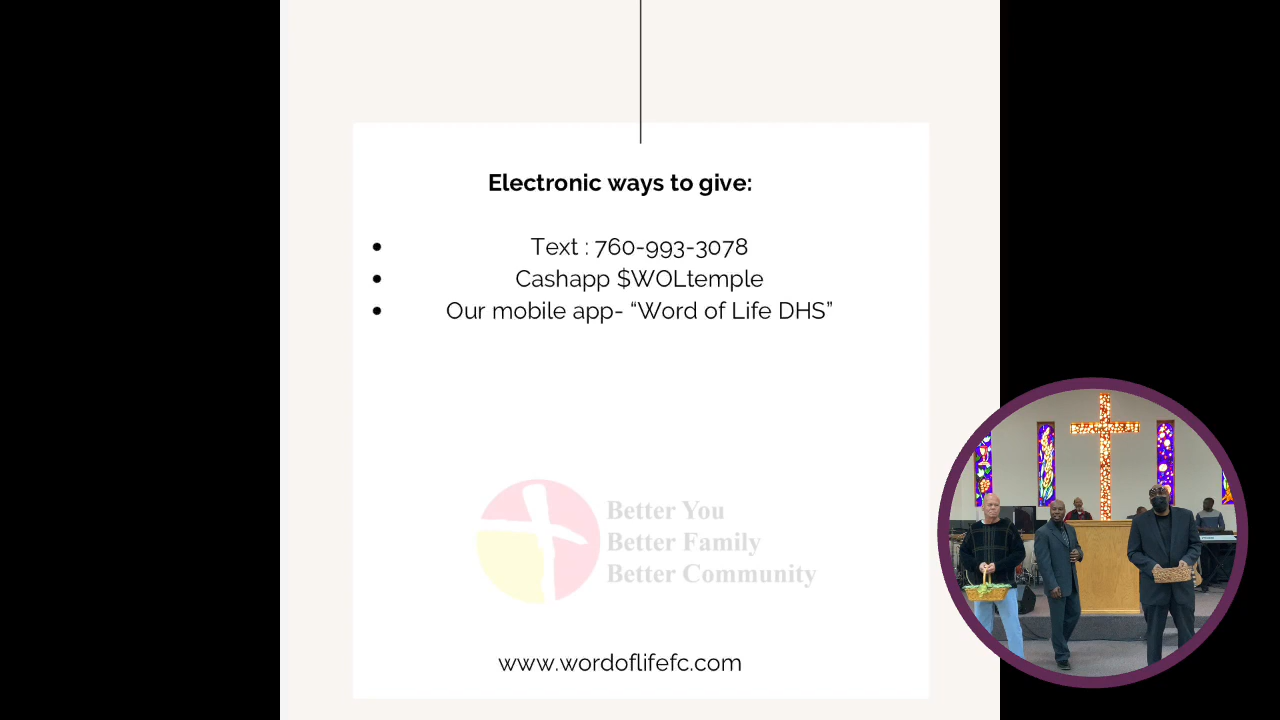 Electronic ways to give:
• Text : 760-993-3078
• Cashapp $WOLtemple
• Our mobile app- “Word of Life DHS”
Better You
Better Family
Better Community
www.wordoflifefc.com